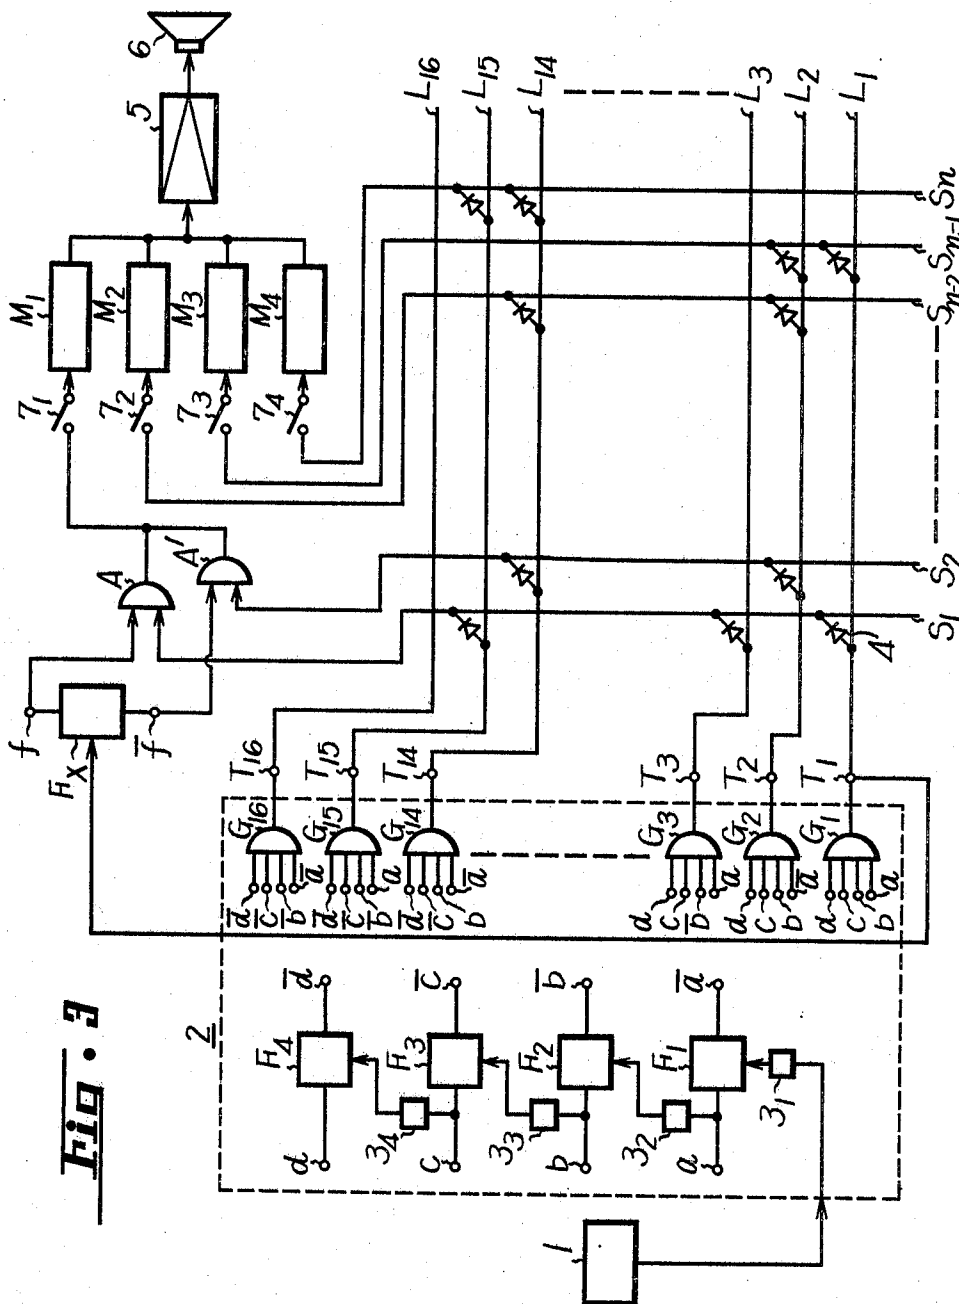 Fig. 3
1
2
3₁
3₂
3₃
3₄
a
b
c
d
F₁
F₂
F₃
F₄
a̅
b̅
c̅
d̅
d̅ c̅ b̅ a̅
d̅ c̅ b̅ a
d̅ c̅ b a̅
d c b̅ a
d c b a̅
d c b a
G₁₆
G₁₅
G₁₄
G₃
G₂
G₁
T₁₆
T₁₅
T₁₄
T₃
T₂
T₁
Fx
f
f̅
A
A'
7₁
7₂
7₃
7₄
M₁
M₂
M₃
M₄
5
6
L₁₆
L₁₅
L₁₄
L₃
L₂
L₁
4
S₁
S₂
Sn-2
Sn-1
Sn